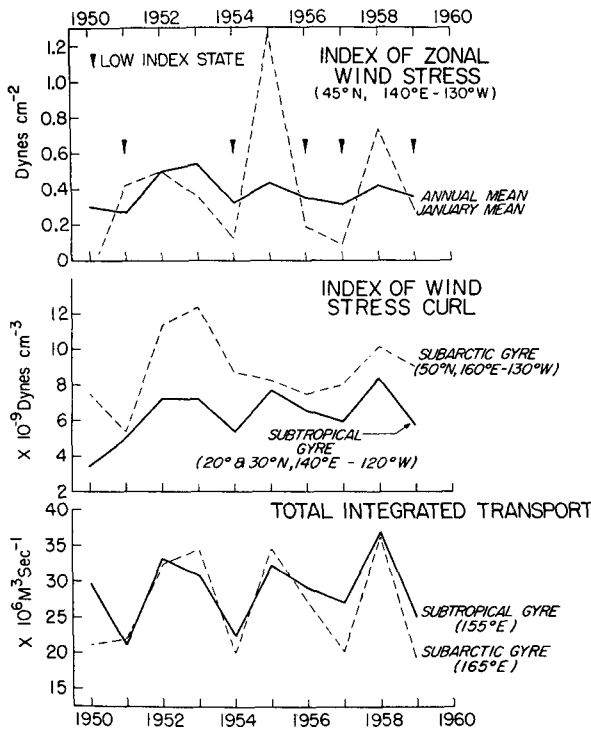 1950 1952 1954 1956 1958 1960
LOW INDEX STATE
INDEX OF ZONAL
WIND STRESS
(45°N, 140°E-130°W)
Dynes cm-2
1.2
1.0
0.8
0.6
0.4
0.2
0
ANNUAL MEAN
JANUARY MEAN
INDEX OF WIND
STRESS CURL
X 10-9 Dynes cm-3
12
10
8
6
4
2
SUBARCTIC GYRE
(50°N, 160°E-130°W)
SUBTROPICAL
GYRE
(20° & 30°N, 140°E - 120°W)
TOTAL INTEGRATED TRANSPORT
X 106M3Sec-1
40
35
30
25
20
15
SUBTROPICAL GYRE
(155°E)
SUBARCTIC GYRE
(165°E)
1950 1952 1954 1956 1958 1960